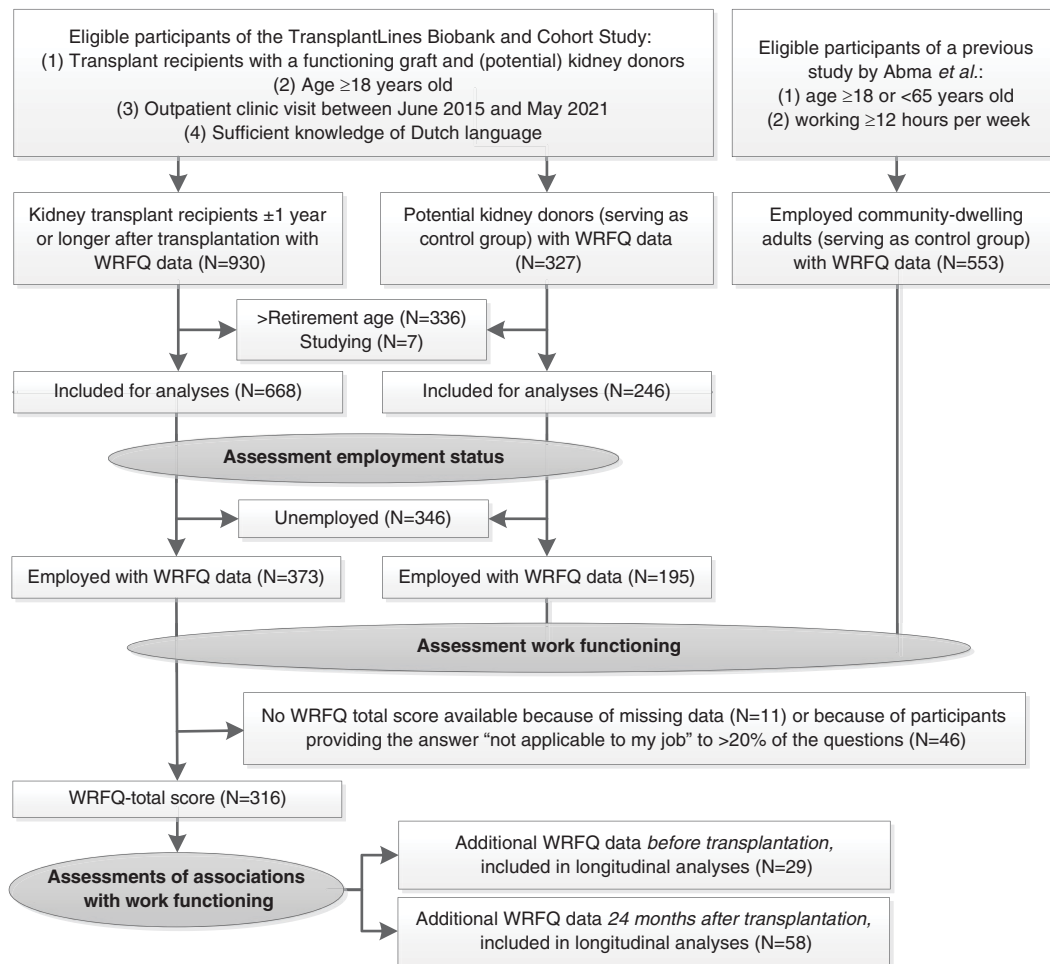 Eligible participants of the TransplantLines Biobank and Cohort Study:
(1) Transplant recipients with a functioning graft and (potential) kidney donors
(2) Age ≥18 years old
(3) Outpatient clinic visit between June 2015 and May 2021
(4) Sufficient knowledge of Dutch language
Eligible participants of a previous
study by Abma et al.:
(1) age ≥18 or <65 years old
(2) working ≥12 hours per week
Kidney transplant recipients ±1 year
or longer after transplantation with
WRFQ data (N=930)
Potential kidney donors (serving as
control group) with WRFQ data
(N=327)
Employed community-dwelling
adults (serving as control group)
with WRFQ data (N=553)
>Retirement age (N=336)
Studying (N=7)
Included for analyses (N=668)
Included for analyses (N=246)
Assessment employment status
Unemployed (N=346)
Employed with WRFQ data (N=373)
Employed with WRFQ data (N=195)
Assessment work functioning
No WRFQ total score available because of missing data (N=11) or because of participants
providing the answer “not applicable to my job” to >20% of the questions (N=46)
WRFQ-total score (N=316)
Assessments of associations
with work functioning
Additional WRFQ data before transplantation,
included in longitudinal analyses (N=29)
Additional WRFQ data 24 months after transplantation,
included in longitudinal analyses (N=58)